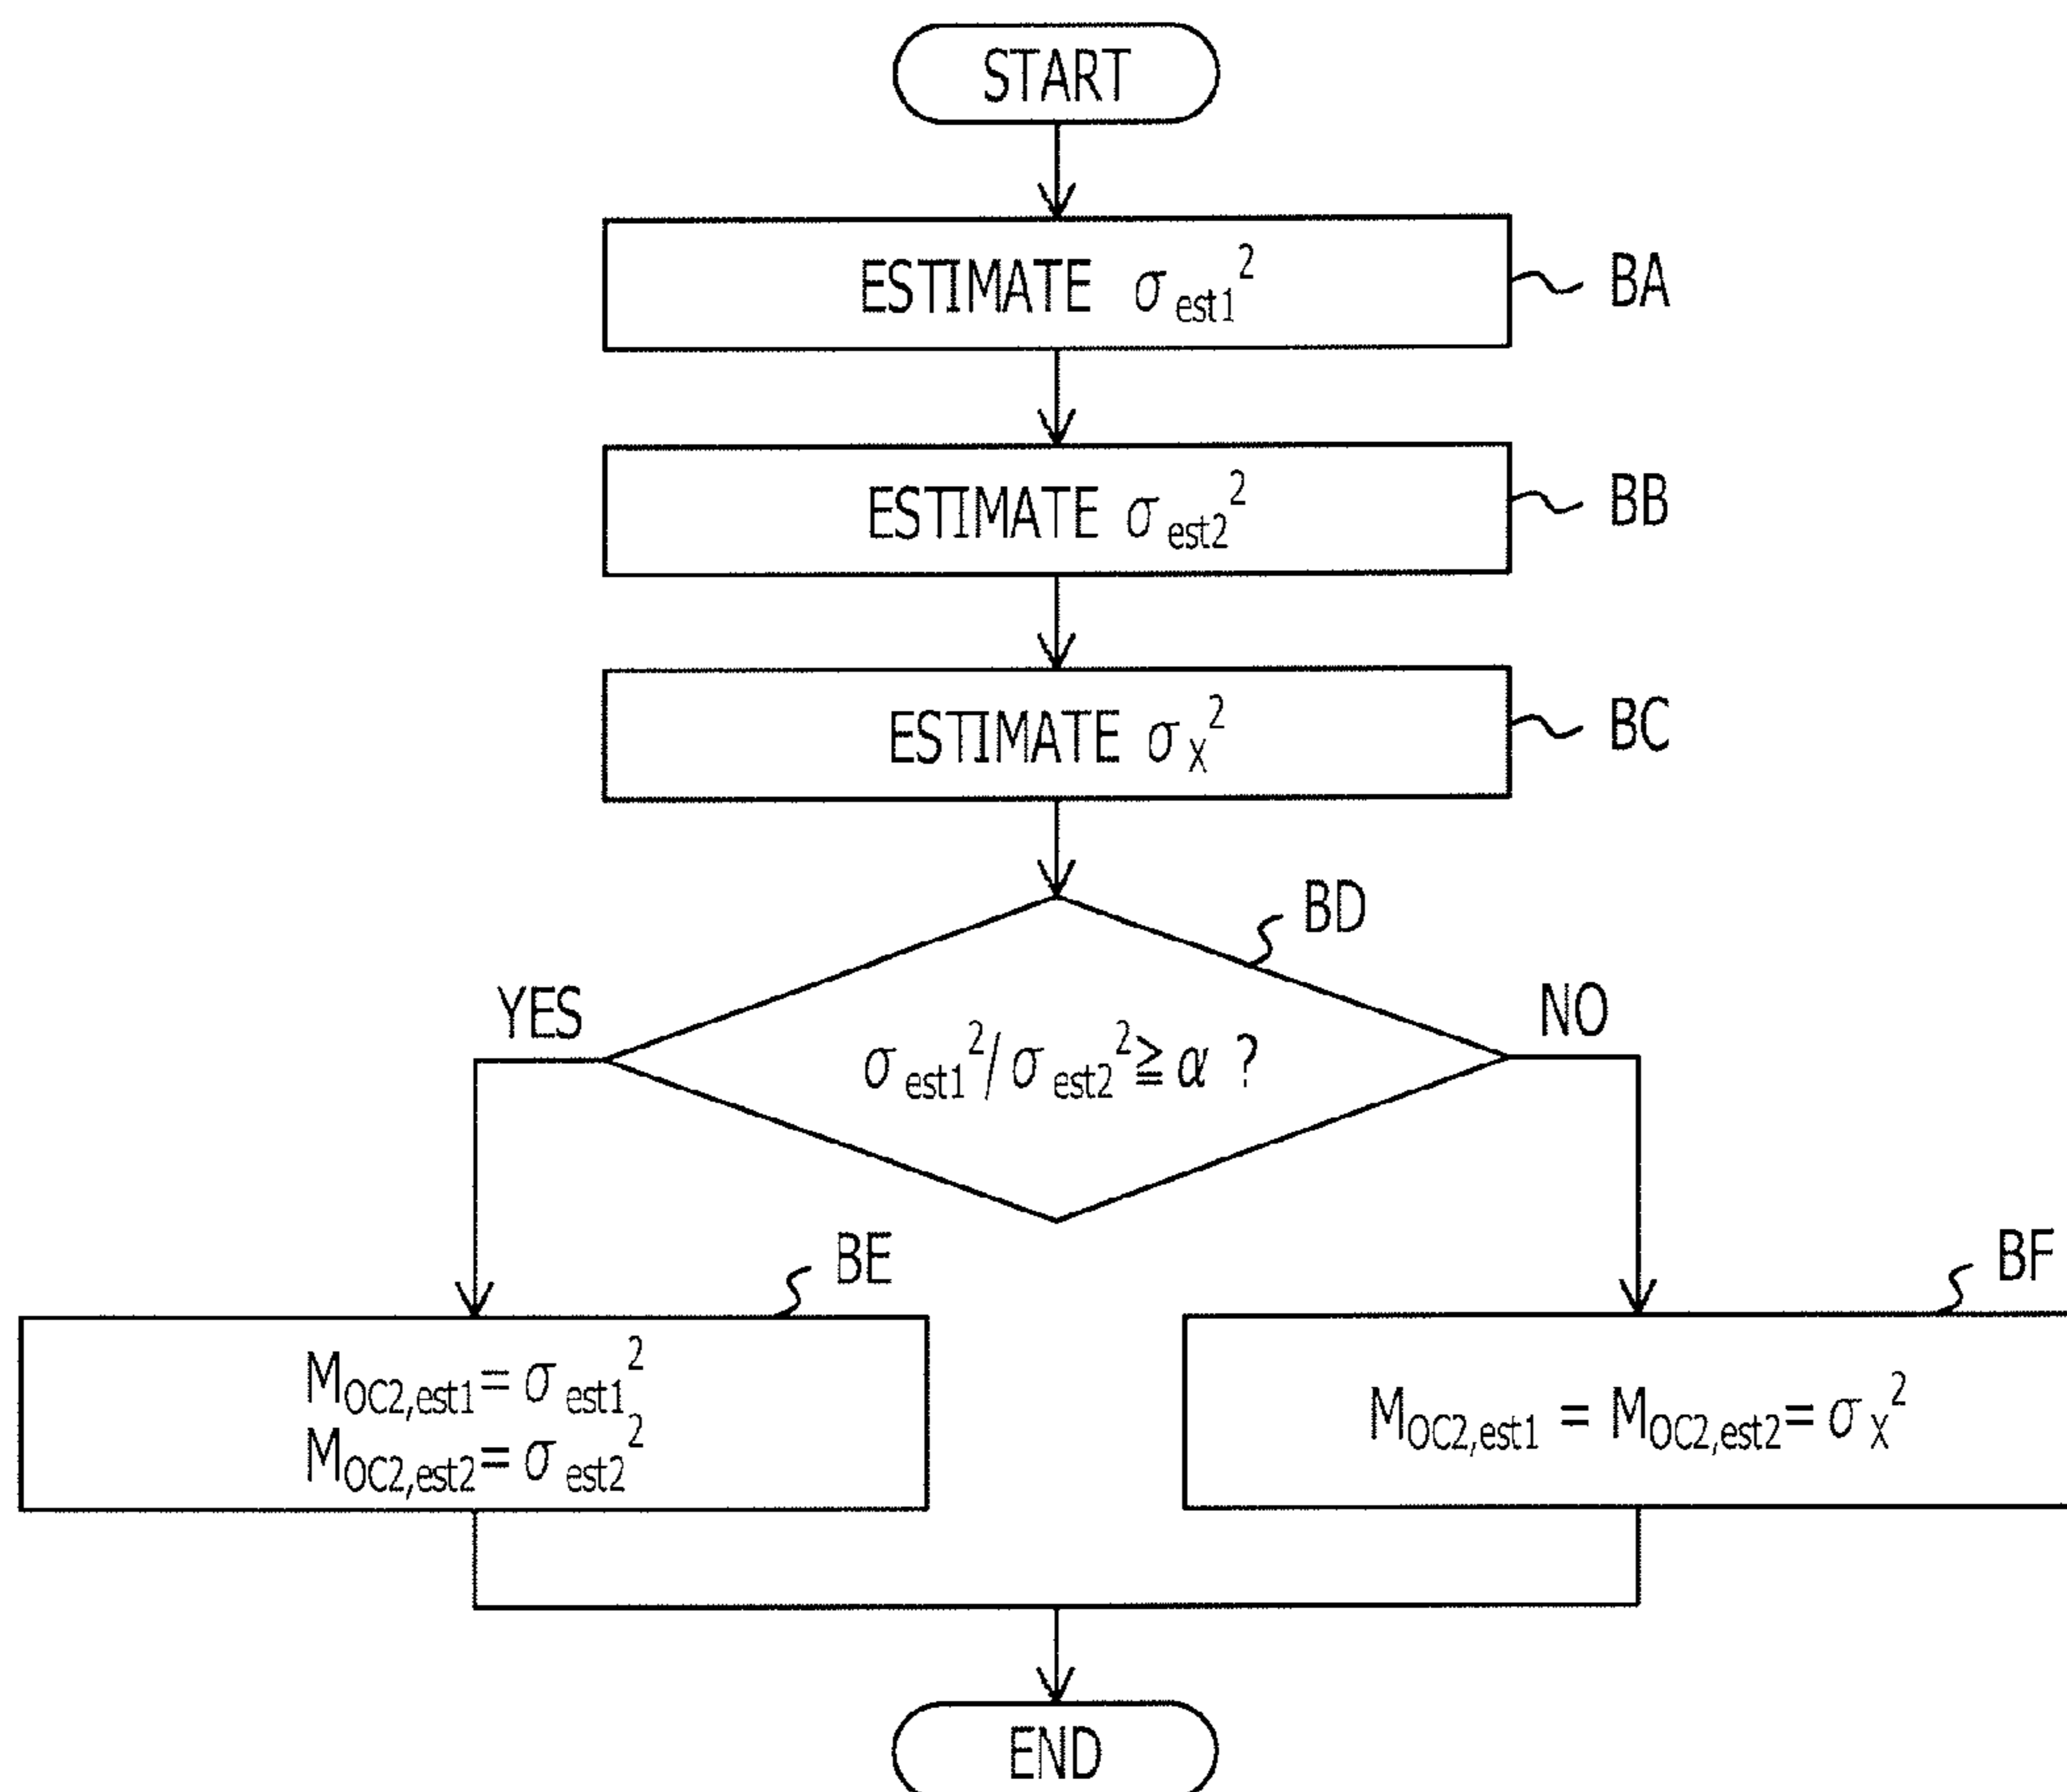 START
ESTIMATE σest1²
BA
ESTIMATE σest2²
BB
ESTIMATE σX²
BC
BD
YES
NO
σest1²/σest2²≧α ?
BE
BF
MOC2,est1=σest1²
MOC2,est2=σest2²
MOC2,est1 = MOC2,est2=σX²
END